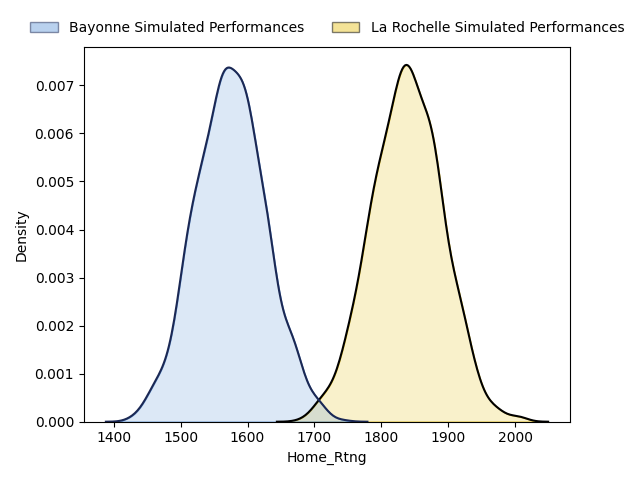 Bayonne Simulated Performances La Rochelle Simulated Performances
0.007
0.006
0.005
0.004
0.003
0.002
0.001
0.000
Density
1400 1500 1600 1700 1800 1900 2000
Home_Rtng